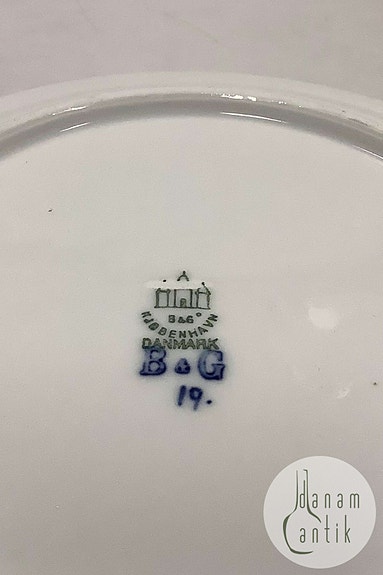 B&G
KJØBENHAVN
DANMARK
B&G
19.
danam
antik